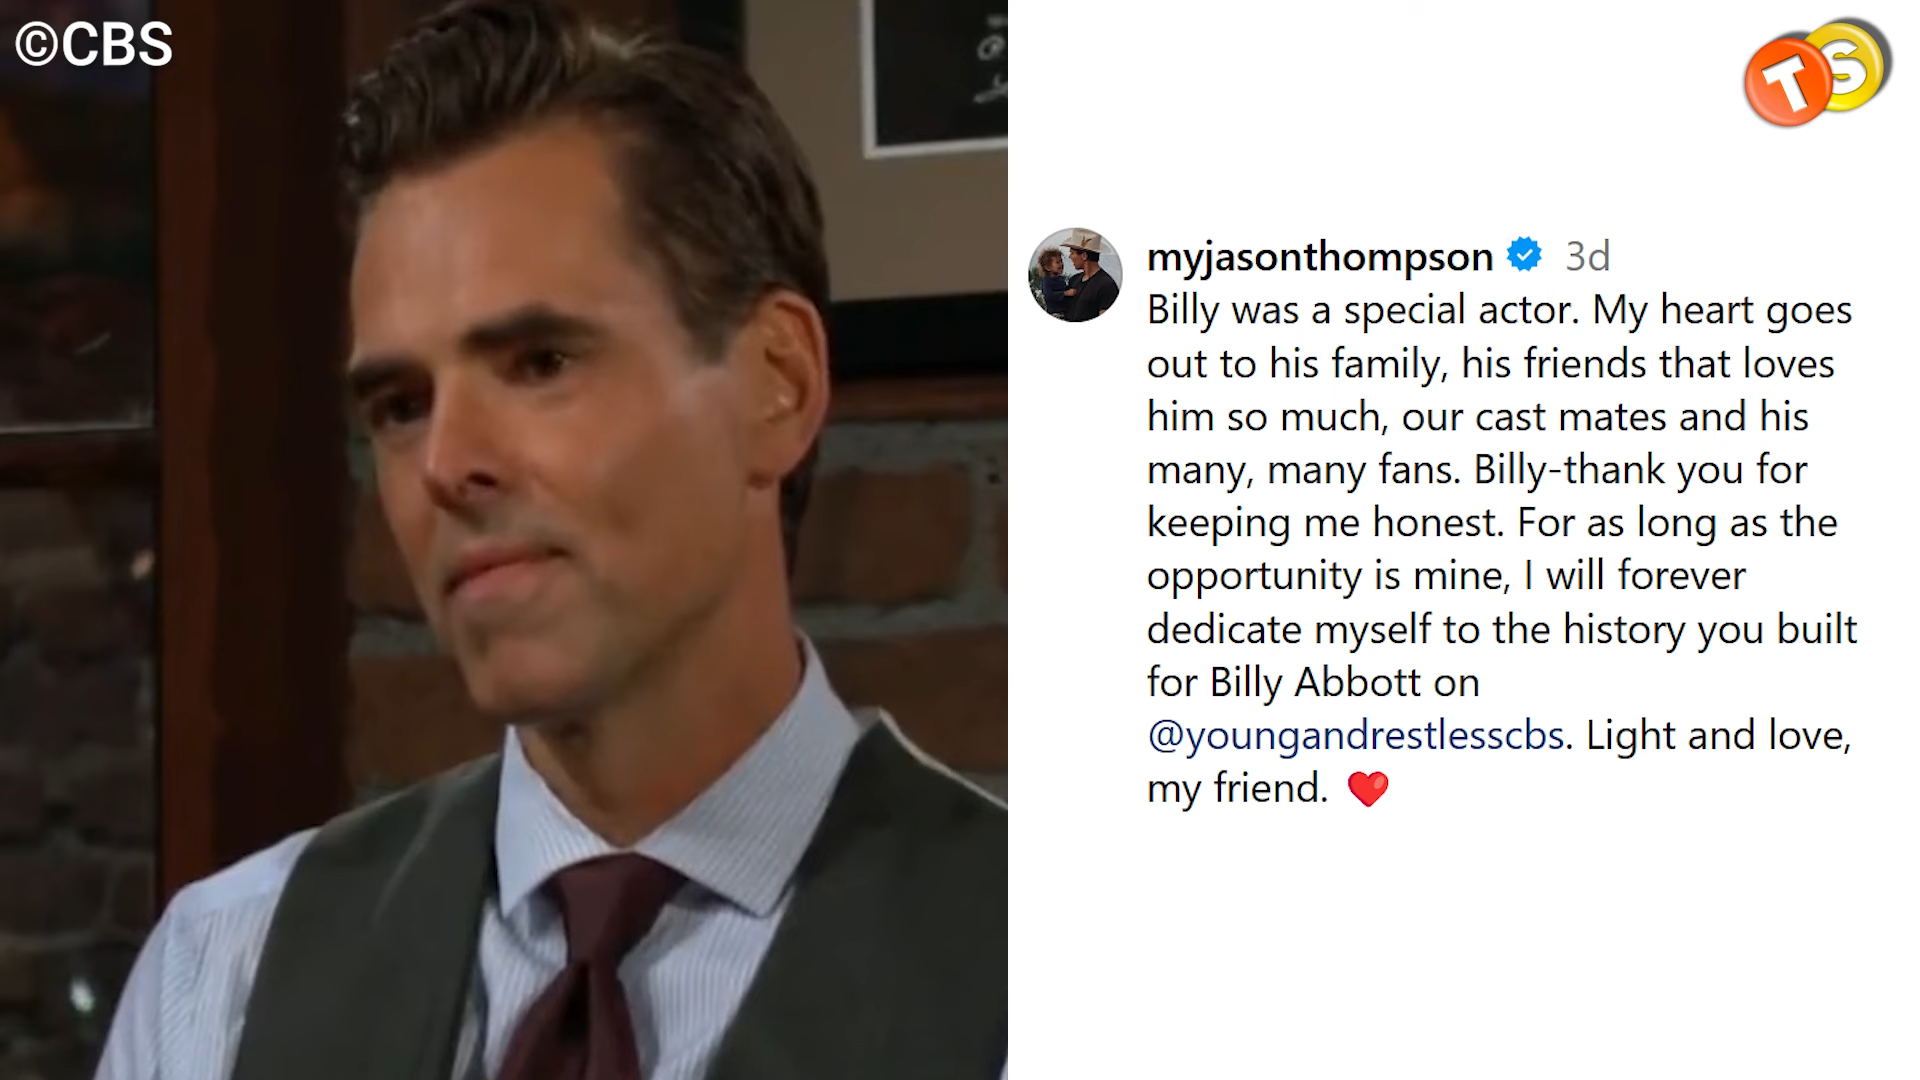 ©CBS
TS
myjasonthompson 3d
Billy was a special actor. My heart goes
out to his family, his friends that loves
him so much, our cast mates and his
many, many fans. Billy-thank you for
keeping me honest. For as long as the
opportunity is mine, I will forever
dedicate myself to the history you built
for Billy Abbott on
@youngandrestlesscbs. Light and love,
my friend. ❤️